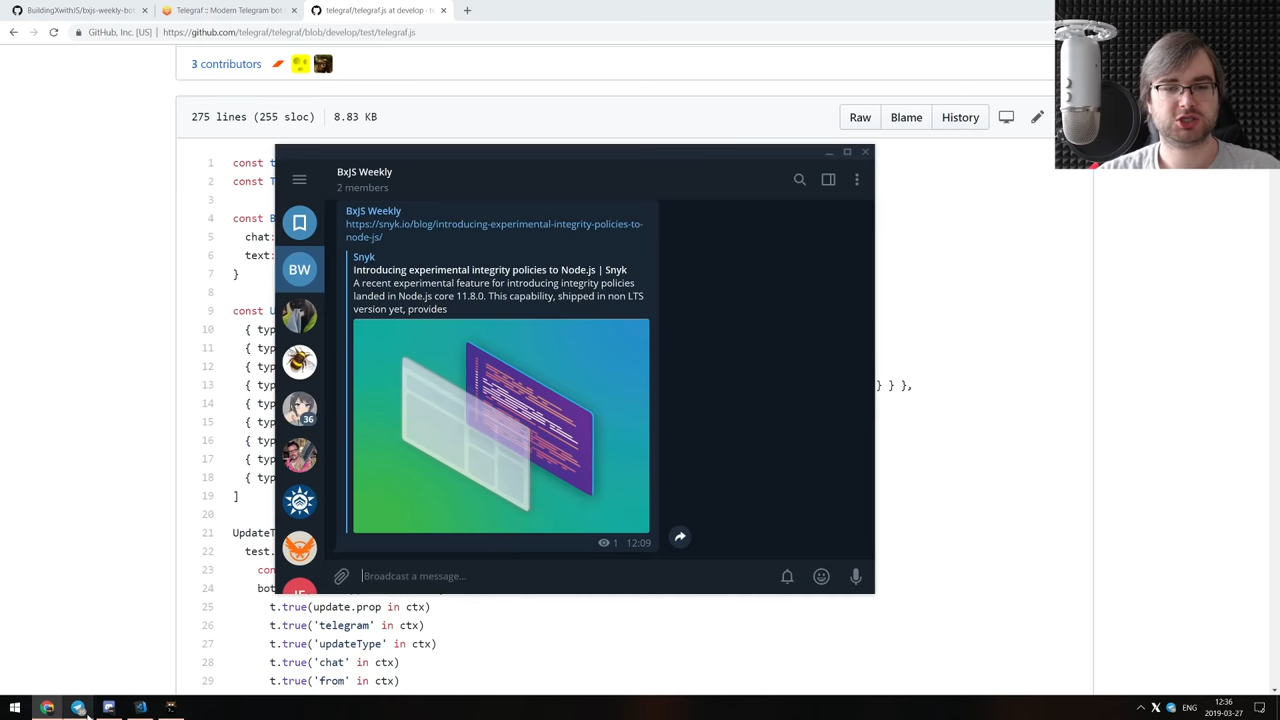 BuildingXwithJS/bxjs-weekly-bot
Telegraf :: Modern Telegram bot
telegraf/telegraf.js at develop · t
GitHub, Inc. [US]
https://github.com/telegraf/telegraf/blob/develop/test/telegraf.js
3 contributors
275 lines (255 sloc)
8.83 KB
Raw
Blame
History
1 const t
2 const T
3
4 const B
5 chat:
6 text:
7 }
8
9 const U
10 { typ
11 { typ
12 { typ
13 { typ } } },
14 { typ
15 { typ
16 { typ
17 { typ
18 { typ
19 ]
20
21 UpdateT
22 test.
23 con
24 bot
25 t.true(update.prop in ctx)
26 t.true('telegram' in ctx)
27 t.true('updateType' in ctx)
28 t.true('chat' in ctx)
29 t.true('from' in ctx)
BxJS Weekly
2 members
BW
36
BxJS Weekly
https://snyk.io/blog/introducing-experimental-integrity-policies-to-
node-js/
Snyk
Introducing experimental integrity policies to Node.js | Snyk
A recent experimental feature for introducing integrity policies
landed in Node.js core 11.8.0. This capability, shipped in non LTS
version yet, provides
1 12:09
Broadcast a message...
ENG
12:36
2019-03-27